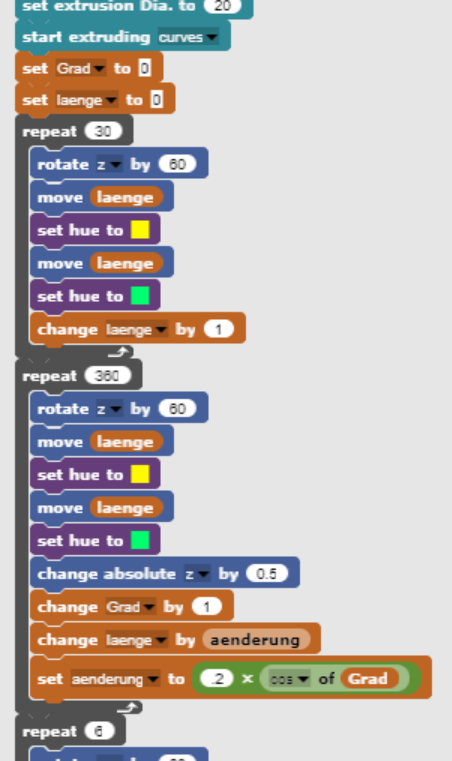 set extrusion Dia. to 20
start extruding curves
set Grad to 0
set laenge to 0
repeat 30
rotate z by 60
move laenge
set hue to
move laenge
set hue to
change laenge by 1
repeat 360
rotate z by 60
move laenge
set hue to
move laenge
set hue to
change absolute z by 0.5
change Grad by 1
change laenge by aenderung
set aenderung to .2 × cos of Grad
repeat 6